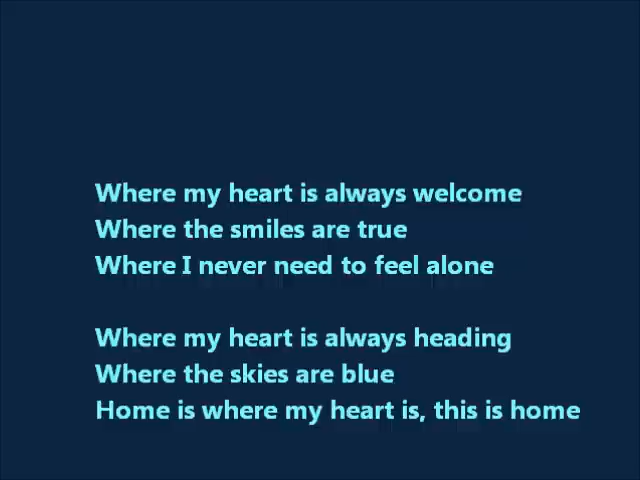 Where my heart is always welcome
Where the smiles are true
Where I never need to feel alone
Where my heart is always heading
Where the skies are blue
Home is where my heart is, this is home